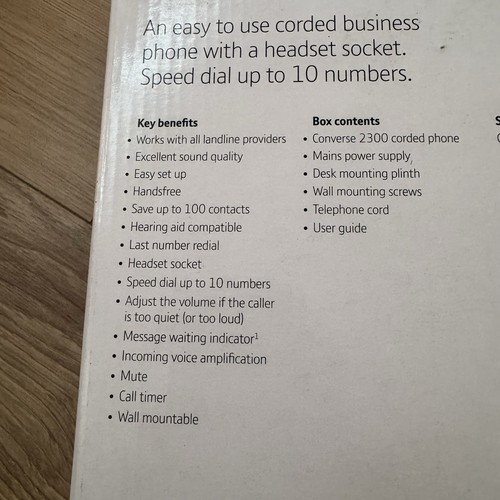 An easy to use corded business
phone with a headset socket.
Speed dial up to 10 numbers.
Key benefits
• Works with all landline providers
• Excellent sound quality
• Easy set up
• Handsfree
• Save up to 100 contacts
• Hearing aid compatible
• Last number redial
• Headset socket
• Speed dial up to 10 numbers
• Adjust the volume if the caller
is too quiet (or too loud)
• Message waiting indicator¹
• Incoming voice amplification
• Mute
• Call timer
• Wall mountable
Box contents
• Converse 2300 corded phone
• Mains power supply
• Desk mounting plinth
• Wall mounting screws
• Telephone cord
• User guide